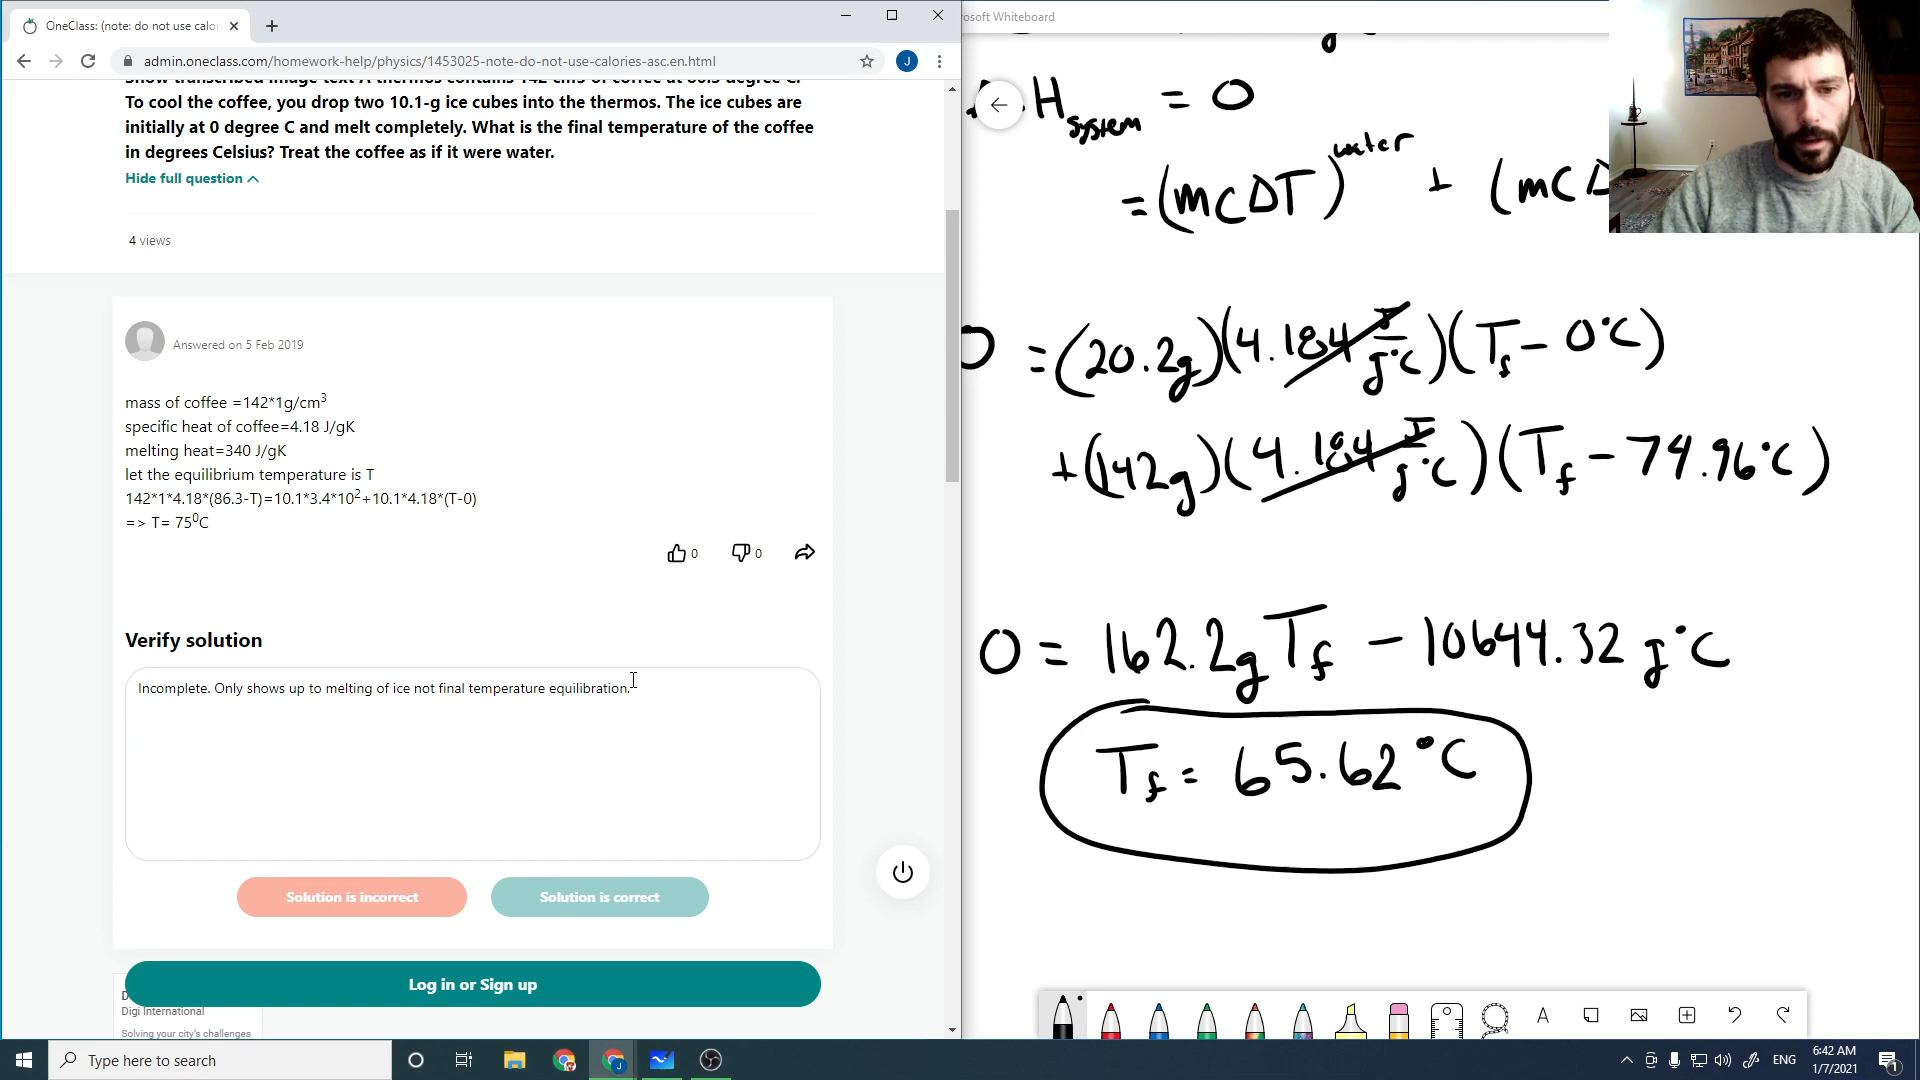 OneClass: (note: do not use calor
admin.oneclass.com/homework-help/physics/1453025-note-do-not-use-calories-asc.en.html
J
To cool the coffee, you drop two 10.1-g ice cubes into the thermos. The ice cubes are
initially at 0 degree C and melt completely. What is the final temperature of the coffee
in degrees Celsius? Treat the coffee as if it were water.
Hide full question
4 views
Answered on 5 Feb 2019
mass of coffee =142*1g/cm³
specific heat of coffee=4.18 J/gK
melting heat=340 J/gK
let the equilibrium temperature is T
142*1*4.18*(86.3-T)=10.1*3.4*10²+10.1*4.18*(T-0)
=> T= 75⁰C
0 0
Verify solution
Incomplete. Only shows up to melting of ice not final temperature equilibration.
Solution is incorrect Solution is correct
Log in or Sign up
Digi International
Solving your city's challenges
osoft Whiteboard
H system = 0
= (mCΔT)^water + (mCΔ
0 = (20.2g)(4.184 J/g°C)(Tf - 0°C)
+ (142g)(4.184 J/g°C)(Tf - 74.96°C)
0 = 162.2g Tf - 10644.32 g°C
Tf = 65.62 °C
A
Type here to search
ENG
6:42 AM
1/7/2021
1